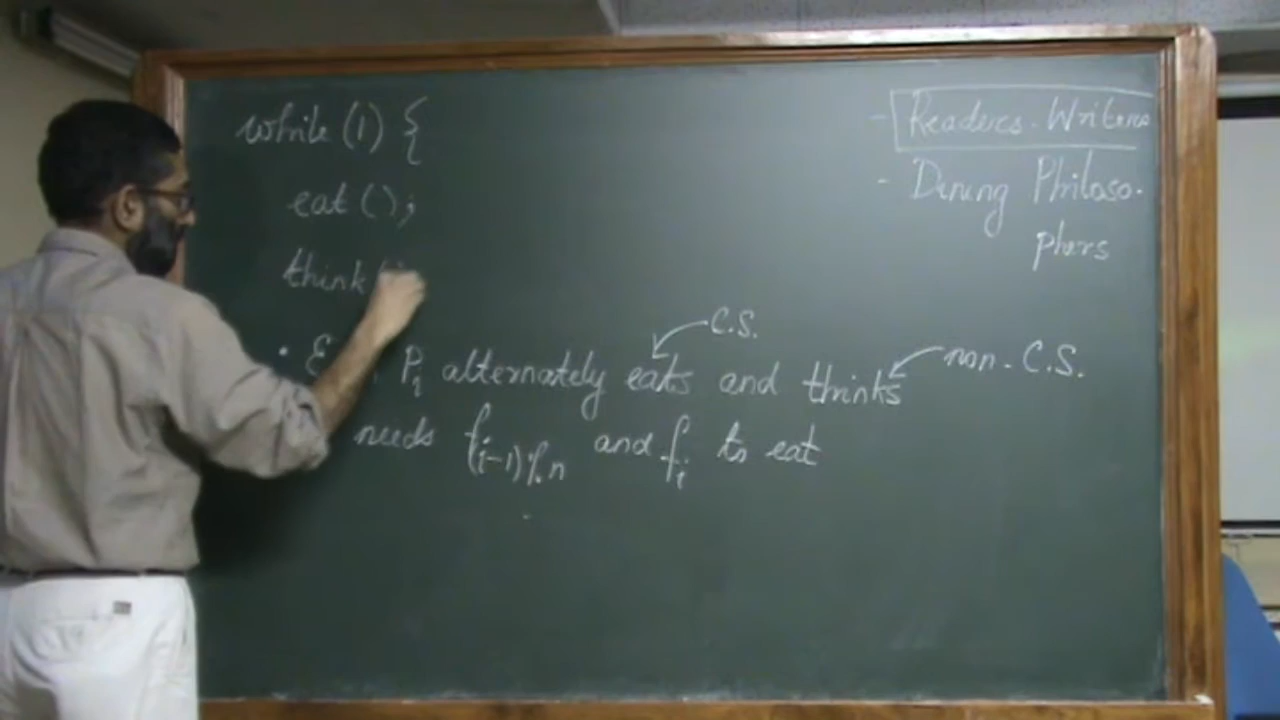 while (1) {
eat ();
think (
- Readers-Writers
- Dining Philoso-
phers
C.S.
non-C.S.
• P_i alternately eats and thinks
needs f_(i-1)%n and f_i to eat